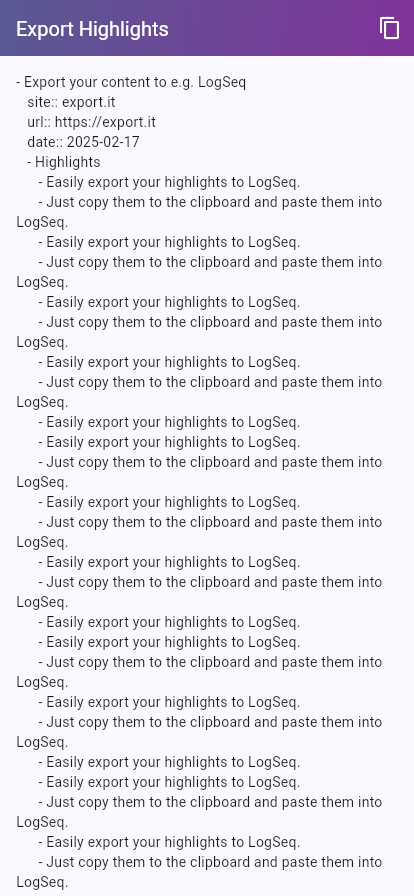 Export Highlights
- Export your content to e.g. LogSeq
site:: export.it
url:: https://export.it
date:: 2025-02-17
- Highlights
- Easily export your highlights to LogSeq.
- Just copy them to the clipboard and paste them into
LogSeq.
- Easily export your highlights to LogSeq.
- Just copy them to the clipboard and paste them into
LogSeq.
- Easily export your highlights to LogSeq.
- Just copy them to the clipboard and paste them into
LogSeq.
- Easily export your highlights to LogSeq.
- Just copy them to the clipboard and paste them into
LogSeq.
- Easily export your highlights to LogSeq.
- Easily export your highlights to LogSeq.
- Just copy them to the clipboard and paste them into
LogSeq.
- Easily export your highlights to LogSeq.
- Just copy them to the clipboard and paste them into
LogSeq.
- Easily export your highlights to LogSeq.
- Just copy them to the clipboard and paste them into
LogSeq.
- Easily export your highlights to LogSeq.
- Easily export your highlights to LogSeq.
- Just copy them to the clipboard and paste them into
LogSeq.
- Easily export your highlights to LogSeq.
- Just copy them to the clipboard and paste them into
LogSeq.
- Easily export your highlights to LogSeq.
- Easily export your highlights to LogSeq.
- Just copy them to the clipboard and paste them into
LogSeq.
- Easily export your highlights to LogSeq.
- Just copy them to the clipboard and paste them into
LogSeq.